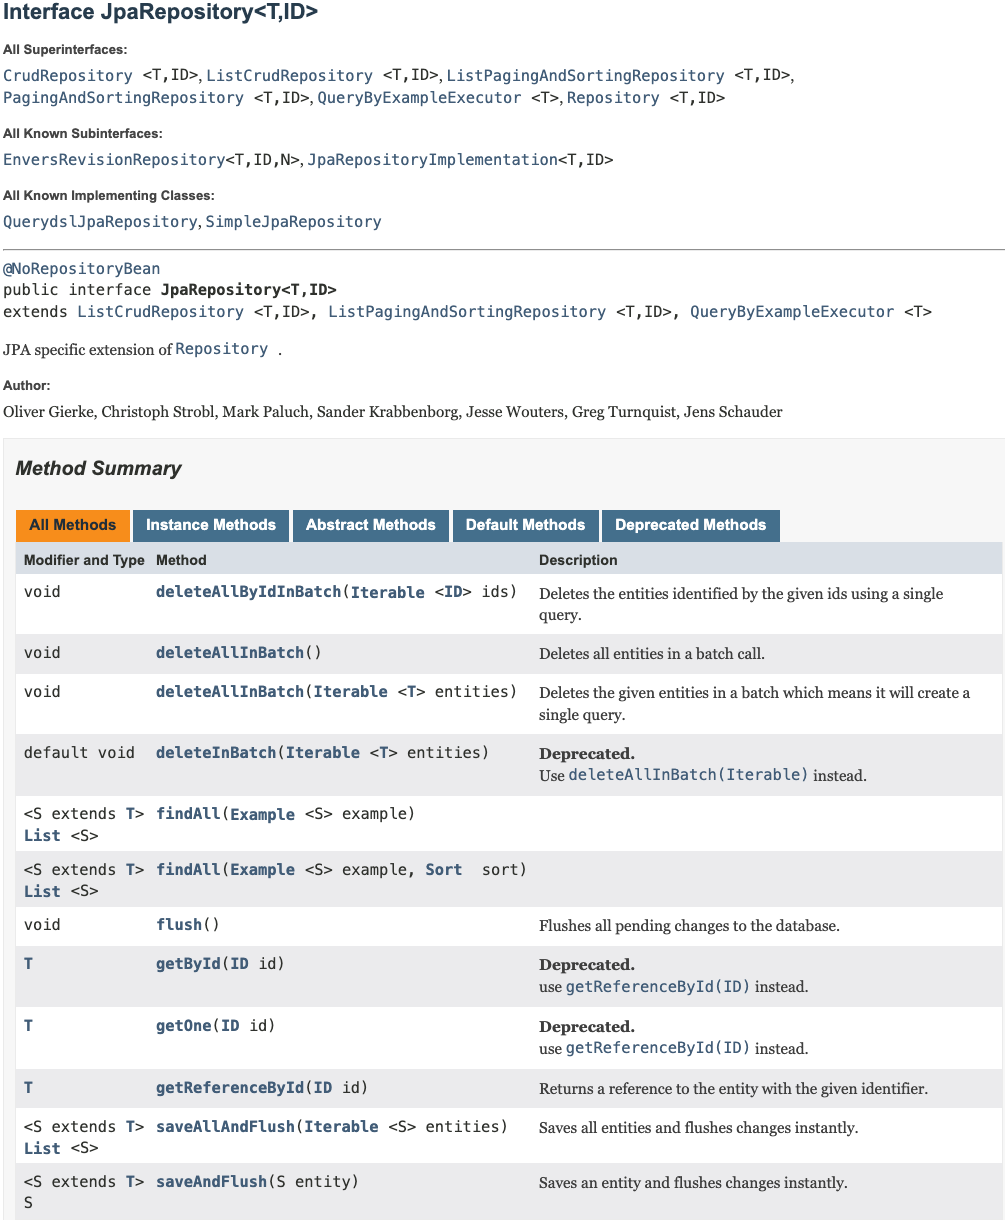 Interface JpaRepository<T,ID>
All Superinterfaces:
CrudRepository <T,ID>, ListCrudRepository <T,ID>, ListPagingAndSortingRepository <T,ID>,
PagingAndSortingRepository <T,ID>, QueryByExampleExecutor <T>, Repository <T,ID>
All Known Subinterfaces:
EnversRevisionRepository<T,ID,N>, JpaRepositoryImplementation<T,ID>
All Known Implementing Classes:
QuerydslJpaRepository, SimpleJpaRepository
@NoRepositoryBean
public interface JpaRepository<T,ID>
extends ListCrudRepository <T,ID>, ListPagingAndSortingRepository <T,ID>, QueryByExampleExecutor <T>
JPA specific extension of Repository .
Author:
Oliver Gierke, Christoph Strobl, Mark Paluch, Sander Krabbenborg, Jesse Wouters, Greg Turnquist, Jens Schauder
Method Summary
All Methods Instance Methods Abstract Methods Default Methods Deprecated Methods
Modifier and Type Method Description
void deleteAllByIdInBatch(Iterable <ID> ids) Deletes the entities identified by the given ids using a single
query.
void deleteAllInBatch() Deletes all entities in a batch call.
void deleteAllInBatch(Iterable <T> entities) Deletes the given entities in a batch which means it will create a
single query.
default void deleteInBatch(Iterable <T> entities) Deprecated.
Use deleteAllInBatch(Iterable) instead.
<S extends T> findAll(Example <S> example)
List <S>
<S extends T> findAll(Example <S> example, Sort sort)
List <S>
void flush() Flushes all pending changes to the database.
T getById(ID id) Deprecated.
use getReferenceById(ID) instead.
T getOne(ID id) Deprecated.
use getReferenceById(ID) instead.
T getReferenceById(ID id) Returns a reference to the entity with the given identifier.
<S extends T> saveAllAndFlush(Iterable <S> entities) Saves all entities and flushes changes instantly.
List <S>
<S extends T> saveAndFlush(S entity) Saves an entity and flushes changes instantly.
S